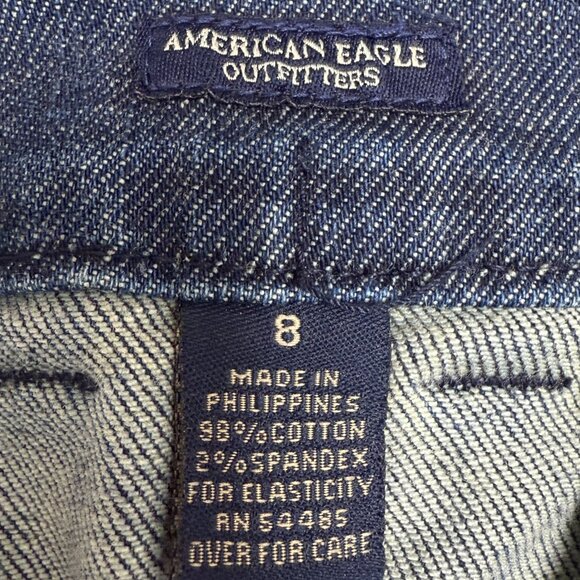 AMERICAN EAGLE
OUTFITTERS
8
MADE IN
PHILIPPINES
98%COTTON
2%SPANDEX
FOR ELASTICITY
RN 54485
OVER FOR CARE